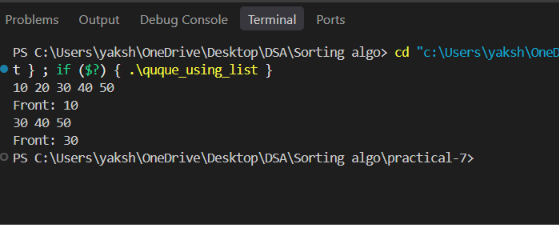 Problems Output Debug Console Terminal Ports
PS C:\Users\yaksh\OneDrive\Desktop\DSA\Sorting algo> cd "c:\Users\yaksh\OneD
t } ; if ($?) { .\quque_using_list }
10 20 30 40 50
Front: 10
30 40 50
Front: 30
PS C:\Users\yaksh\OneDrive\Desktop\DSA\Sorting algo\practical-7>